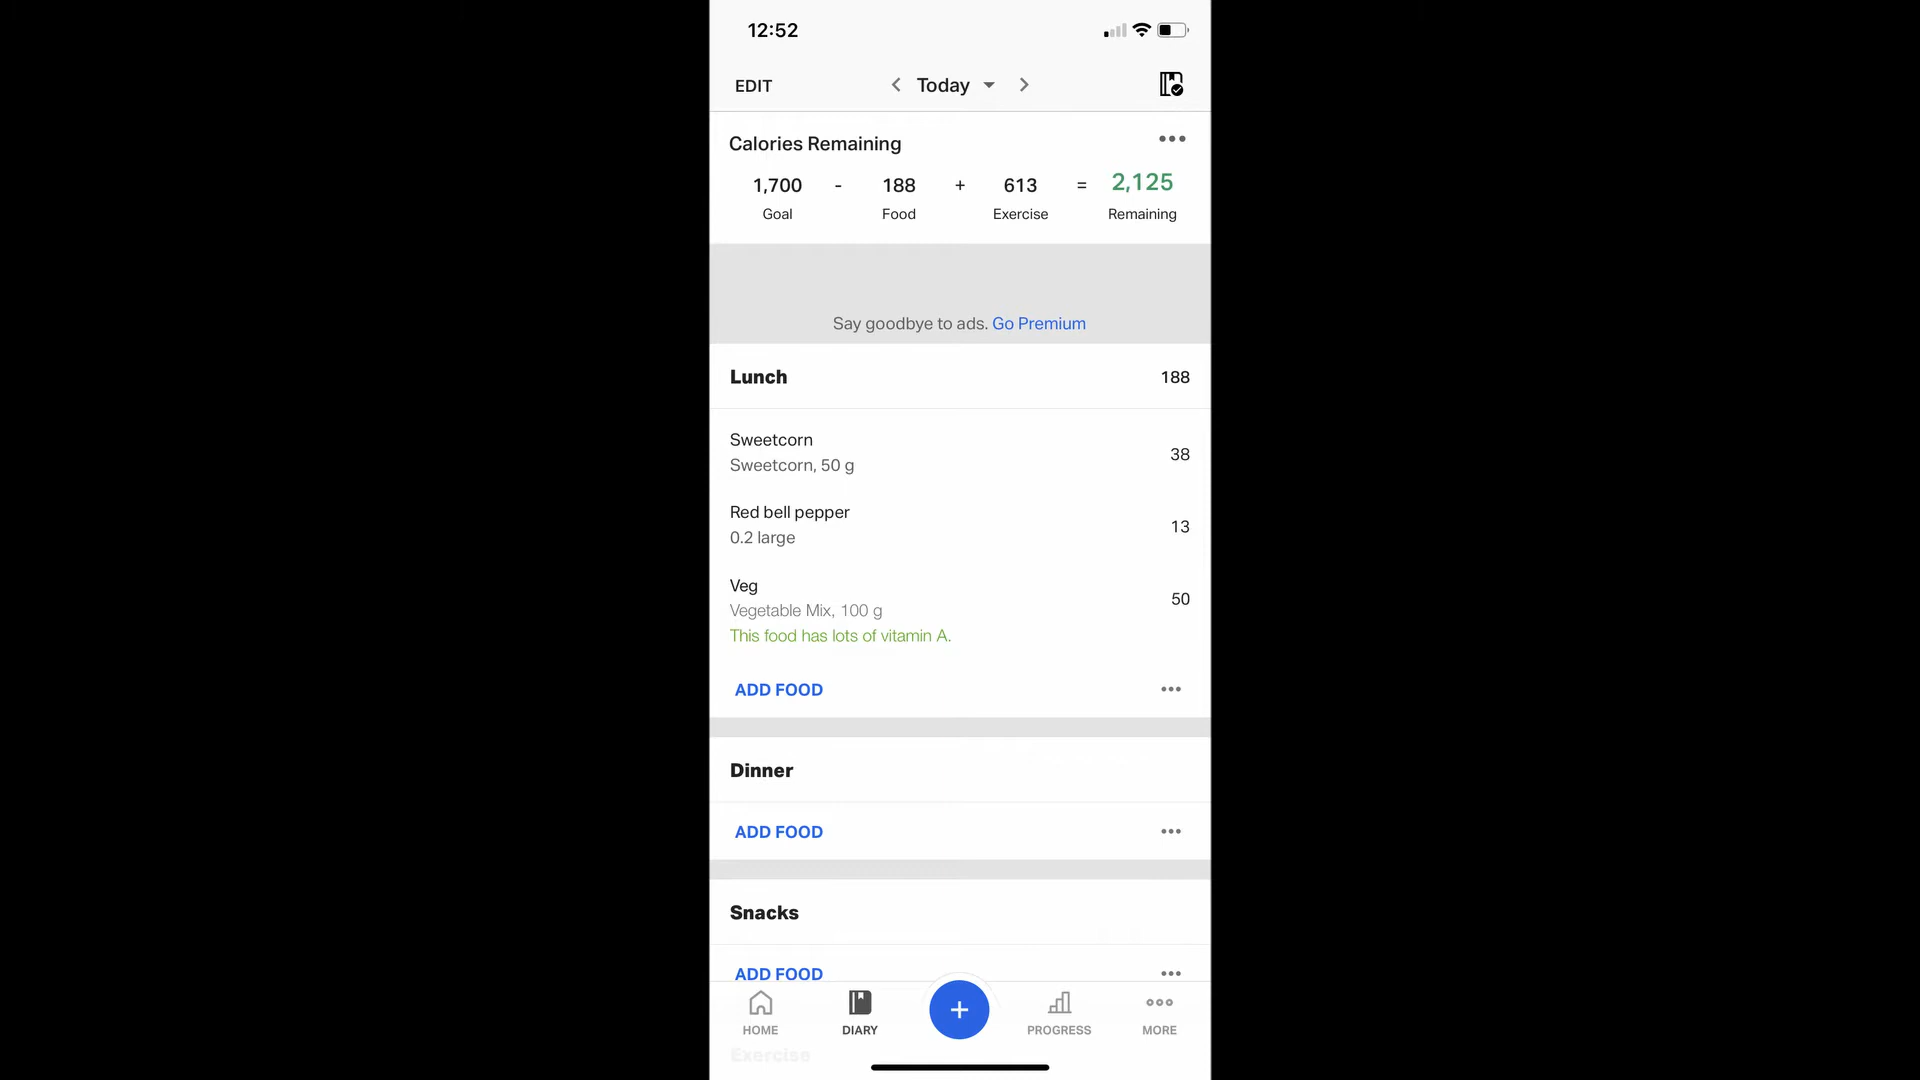 12:52
EDIT
Today
Calories Remaining
1,700 - 188 + 613 = 2,125
Goal Food Exercise Remaining
Say goodbye to ads. Go Premium
Lunch 188
Sweetcorn
Sweetcorn, 50 g 38
Red bell pepper
0.2 large 13
Veg
Vegetable Mix, 100 g 50
This food has lots of vitamin A.
ADD FOOD
Dinner
ADD FOOD
Snacks
ADD FOOD
HOME DIARY PROGRESS MORE
Exercise